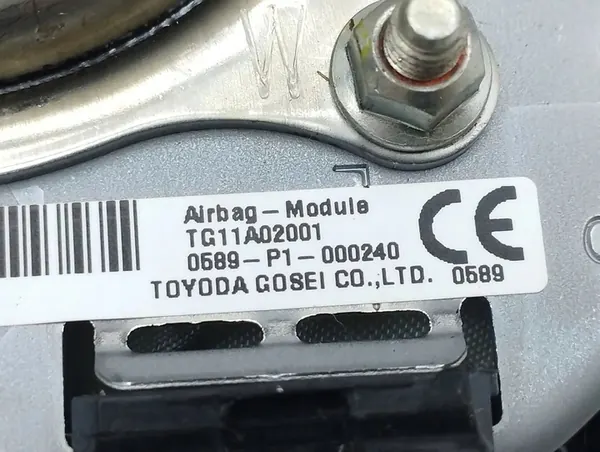 Airbag-Module
TG11A02001
0589-P1-000240
TOYODA GOSEI CO.,LTD. 0589
CE